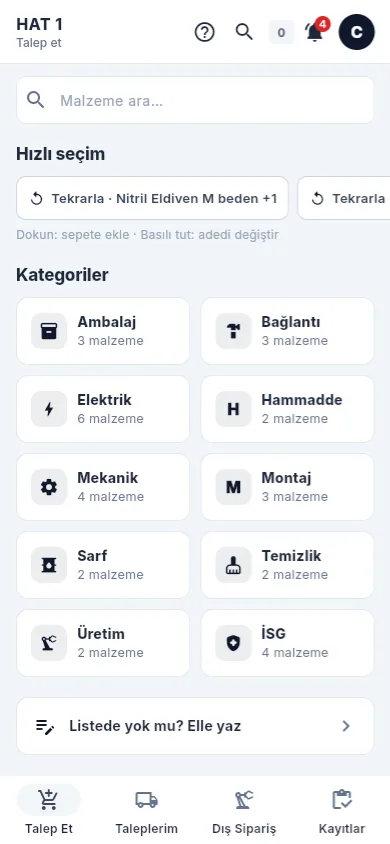 HAT 1
Talep et
0
4
C
Malzeme ara...
Hızlı seçim
Tekrarla · Nitril Eldiven M beden +1
Tekrarla
Dokun: sepete ekle · Basılı tut: adedi değiştir
Kategoriler
Ambalaj
3 malzeme
Bağlantı
3 malzeme
Elektrik
6 malzeme
H
Hammadde
2 malzeme
Mekanik
4 malzeme
M
Montaj
3 malzeme
Sarf
2 malzeme
Temizlik
2 malzeme
Üretim
2 malzeme
İSG
4 malzeme
Listede yok mu? Elle yaz
Talep Et
Taleplerim
Dış Sipariş
Kayıtlar